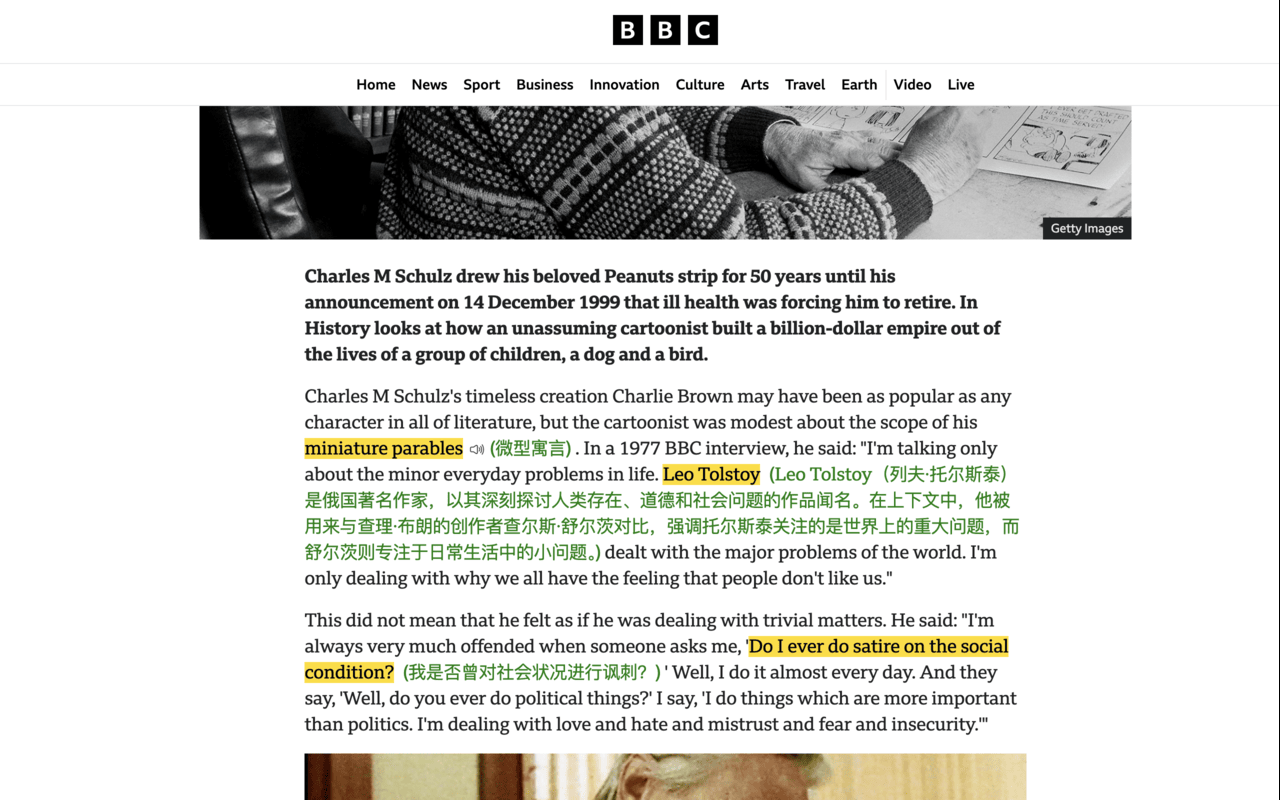 BBC
Home News Sport Business Innovation Culture Arts Travel Earth Video Live
Getty Images
Charles M Schulz drew his beloved Peanuts strip for 50 years until his
announcement on 14 December 1999 that ill health was forcing him to retire. In
History looks at how an unassuming cartoonist built a billion-dollar empire out of
the lives of a group of children, a dog and a bird.
Charles M Schulz's timeless creation Charlie Brown may have been as popular as any
character in all of literature, but the cartoonist was modest about the scope of his
miniature parables (微型寓言) . In a 1977 BBC interview, he said: "I'm talking only
about the minor everyday problems in life. Leo Tolstoy (Leo Tolstoy（列夫·托尔斯泰）
是俄国著名作家，以其深刻探讨人类存在、道德和社会问题的作品闻名。在上下文中，他被
用来与查理·布朗的创作者查尔斯·舒尔茨对比，强调托尔斯泰关注的是世界上的重大问题，而
舒尔茨则专注于日常生活中的小问题。) dealt with the major problems of the world. I'm
only dealing with why we all have the feeling that people don't like us."
This did not mean that he felt as if he was dealing with trivial matters. He said: "I'm
always very much offended when someone asks me, 'Do I ever do satire on the social
condition? (我是否曾对社会状况进行讽刺？) ' Well, I do it almost every day. And they
say, 'Well, do you ever do political things?' I say, 'I do things which are more important
than politics. I'm dealing with love and hate and mistrust and fear and insecurity.'"